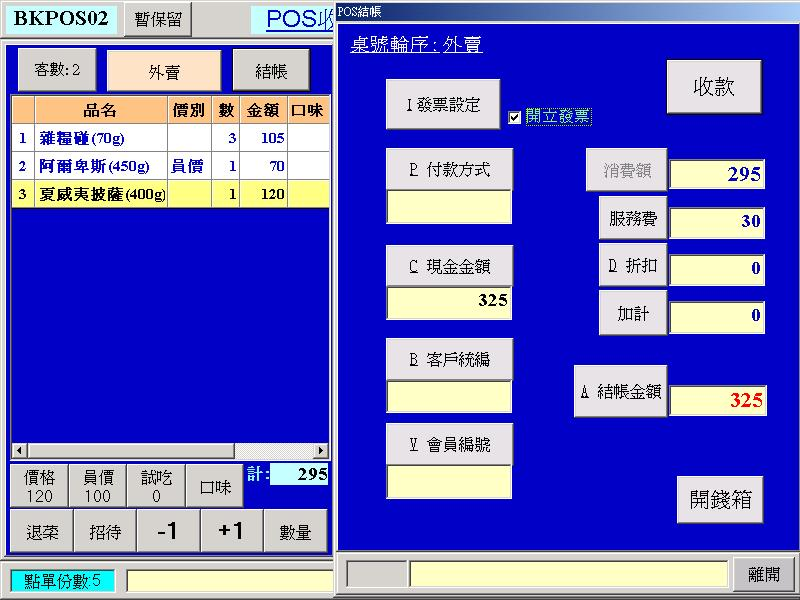 BKPOS02 暫保留 POS收
客數:2 外賣 結帳
品名 價別 數 金額 口味
1 雜糧碰(70g) 3 105
2 阿爾卑斯(450g) 員價 1 70
3 夏威夷披薩(400g) 1 120
價格 120 員價 100 試吃 0 口味 計: 295
退菜 招待 -1 +1 數量
點單份數:5
POS結帳
桌號輪序:外賣
I 發票設定 開立發票 收款
P 付款方式
C 現金金額
325
B 客戶統編
V 會員編號
消費額 295
服務費 30
D 折扣 0
加計 0
A 結帳金額 325
開錢箱
離開